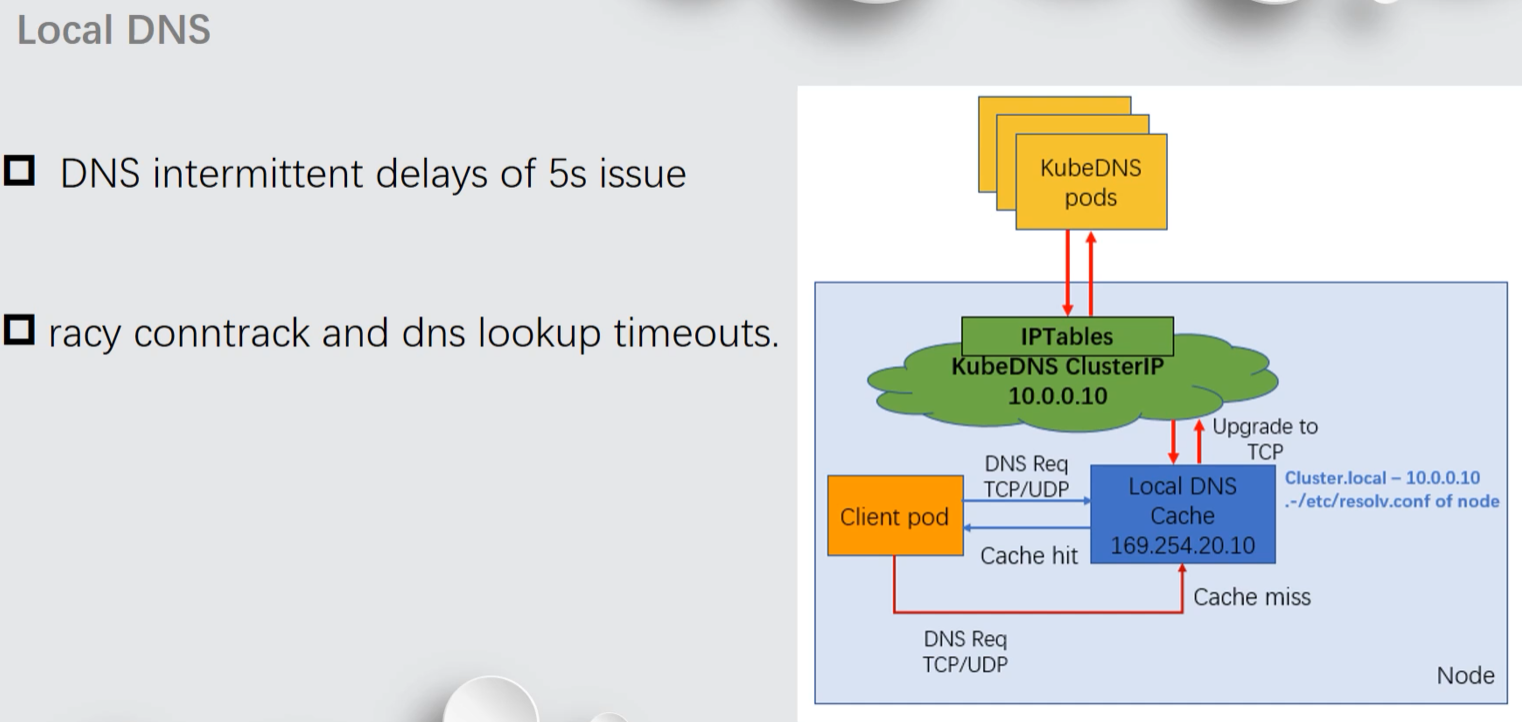 Local DNS
DNS intermittent delays of 5s issue
racy conntrack and dns lookup timeouts.
KubeDNS
pods
IPTables
KubeDNS ClusterIP
10.0.0.10
Upgrade to
TCP
DNS Req
TCP/UDP
Client pod
Local DNS
Cache
169.254.20.10
Cluster.local – 10.0.0.10
.-/etc/resolv.conf of node
Cache hit
Cache miss
DNS Req
TCP/UDP
Node